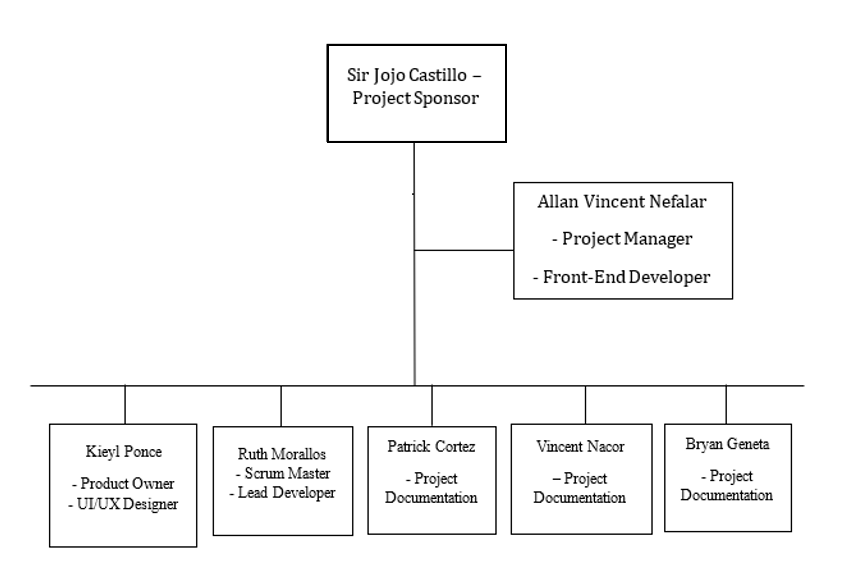 Sir Jojo Castillo –
Project Sponsor
Allan Vincent Nefalar
- Project Manager
- Front-End Developer
Kieyl Ponce
- Product Owner
- UI/UX Designer
Ruth Morallos
- Scrum Master
- Lead Developer
Patrick Cortez
- Project
Documentation
Vincent Nacor
– Project
Documentation
Bryan Geneta
- Project
Documentation